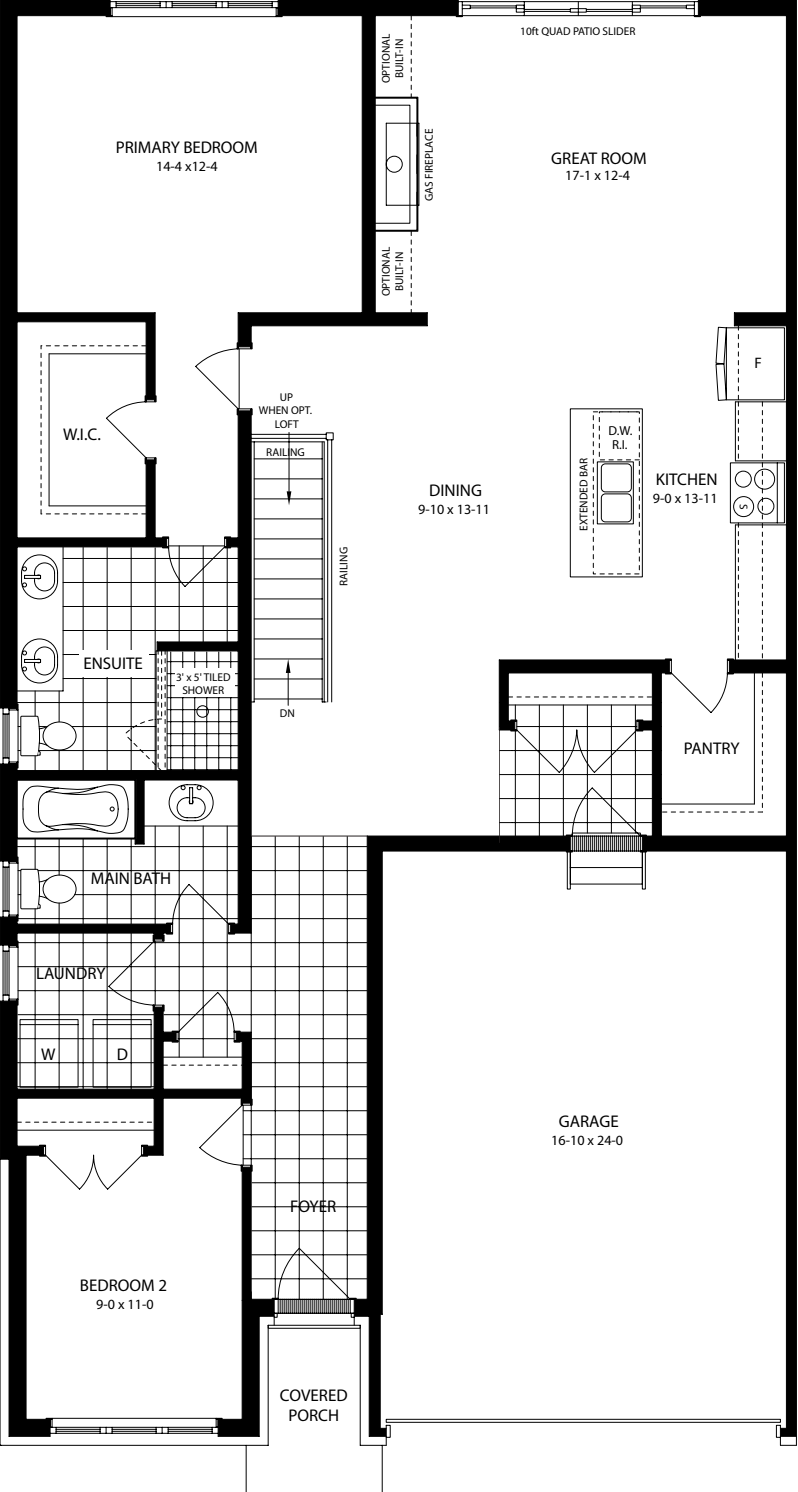 10ft QUAD PATIO SLIDER
OPTIONAL
BUILT-IN
PRIMARY BEDROOM
14-4 x12-4
GAS FIREPLACE
GREAT ROOM
17-1 x 12-4
OPTIONAL
BUILT-IN
F
UP
WHEN OPT.
LOFT
W.I.C.
RAILING
D.W.
R.I.
EXTENDED BAR
DINING
9-10 x 13-11
KITCHEN
9-0 x 13-11
S
RAILING
ENSUITE
3' x 5' TILED
SHOWER
DN
PANTRY
MAIN BATH
LAUNDRY
W
D
GARAGE
16-10 x 24-0
FOYER
BEDROOM 2
9-0 x 11-0
COVERED
PORCH